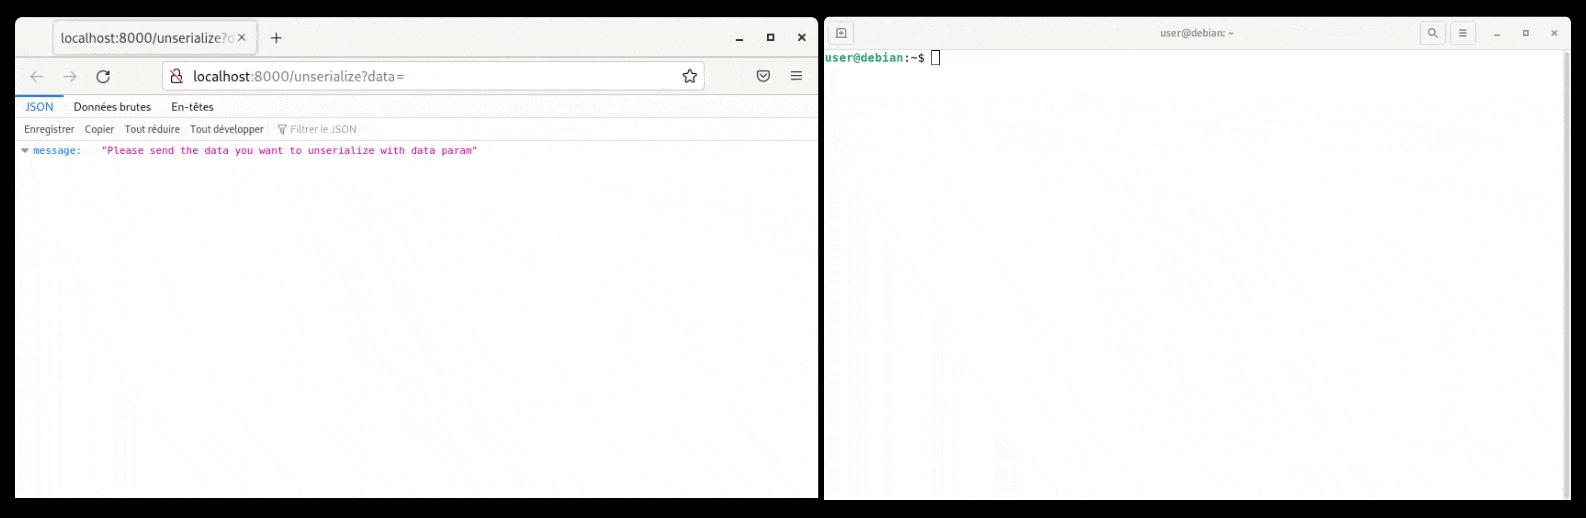 localhost:8000/unserialize?d
localhost:8000/unserialize?data=
JSON Données brutes En-têtes
Enregistrer Copier Tout réduire Tout développer Filtrer le JSON
message: "Please send the data you want to unserialize with data param"
user@debian: ~
user@debian:~$